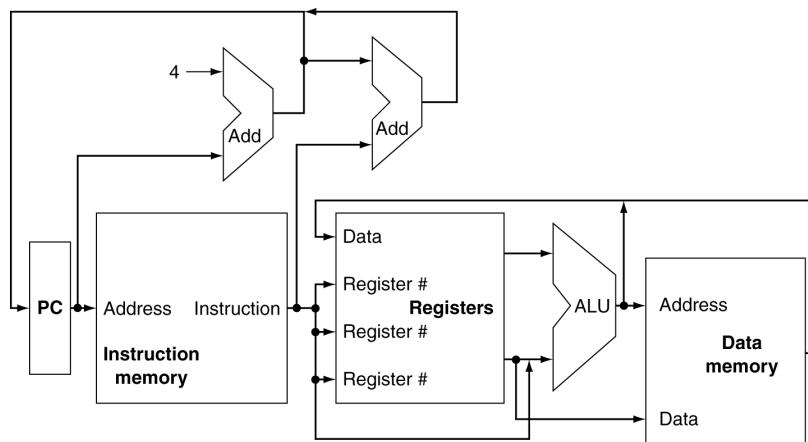 4
Add
Add
Data
Register #
Registers
Register #
Register #
PC
Address
Instruction
Instruction
memory
ALU
Address
Data
memory
Data